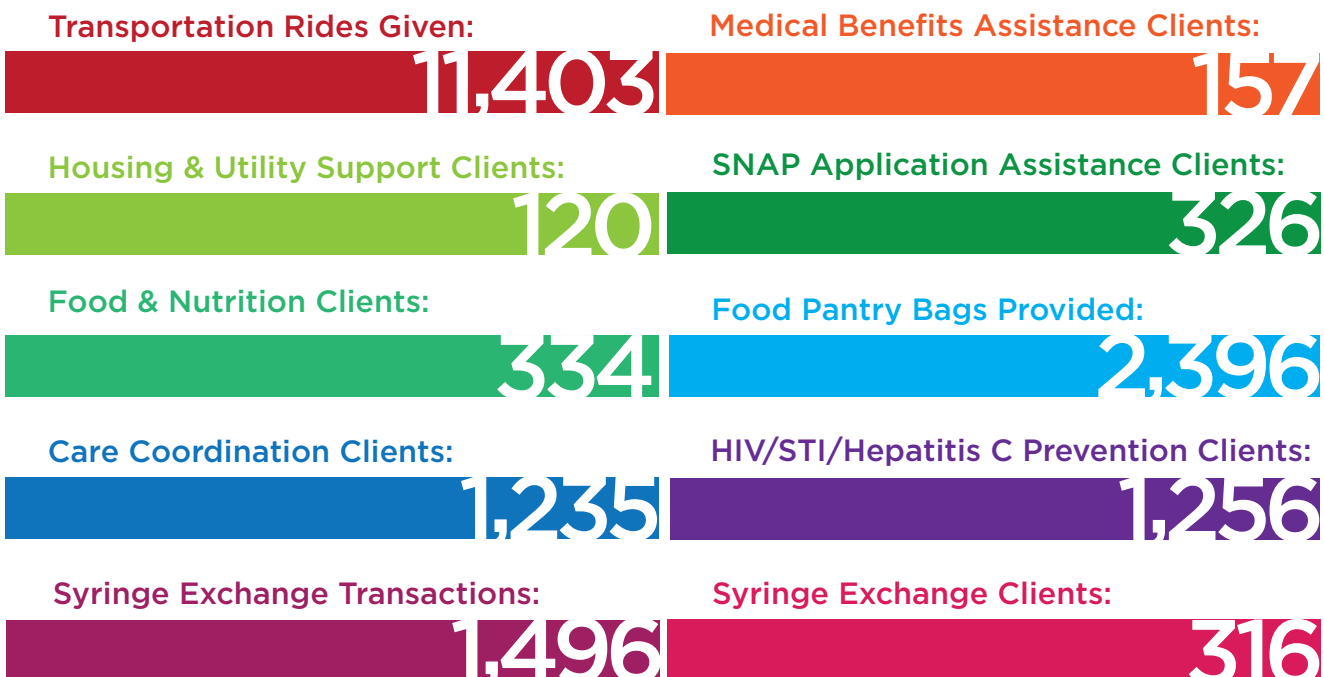 Transportation Rides Given:
11,403
Medical Benefits Assistance Clients:
157
Housing & Utility Support Clients:
120
SNAP Application Assistance Clients:
326
Food & Nutrition Clients:
334
Food Pantry Bags Provided:
2,396
Care Coordination Clients:
1,235
HIV/STI/Hepatitis C Prevention Clients:
1,256
Syringe Exchange Transactions:
1,496
Syringe Exchange Clients:
316